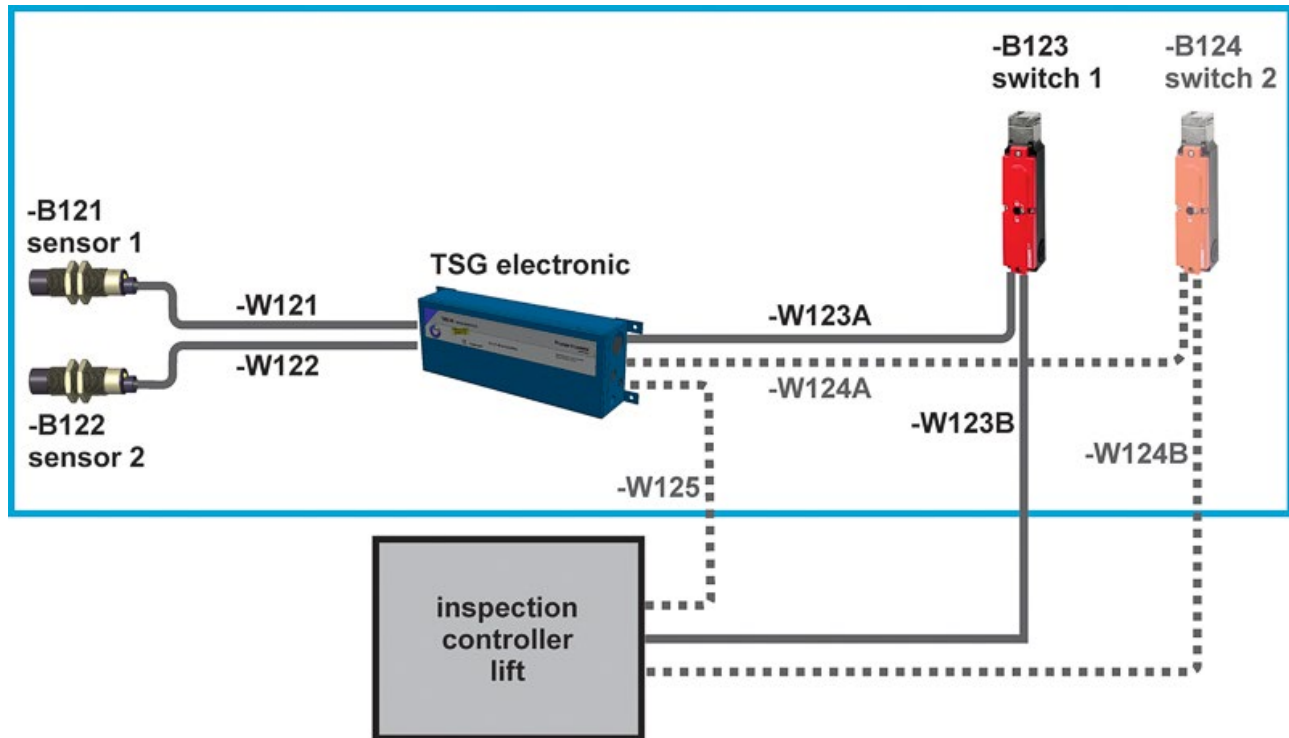 -B123
switch 1
-B124
switch 2
-B121
sensor 1
TSG electronic
-W121
-W123A
-W122
-W124A
-B122
sensor 2
-W123B
-W124B
-W125
inspection
controller
lift